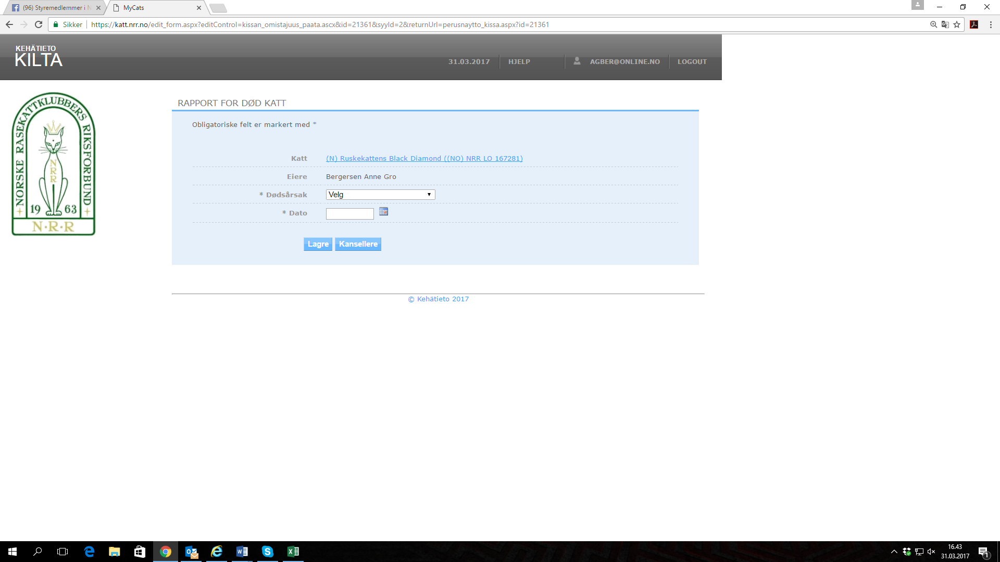 (96) Styremedlemmer i N
MyCats
Sikker
https://katt.nrr.no/edit_form.aspx?editControl=kissan_omistajuus_paata.ascx&id=21361&syyId=2&returnUrl=perusnaytto_kissa.aspx?id=21361
KEHÄTIETO
KILTA
31.03.2017
HJELP
AGBER@ONLINE.NO
LOGOUT
NORSKE RASEKATTKLUBBERS RIKSFORBUND
NRR
19 63
N·R·R
RAPPORT FOR DØD KATT
Obligatoriske felt er markert med *
Katt (N) Ruskekattens Black Diamond ((NO) NRR LO 167281)
Eiere Bergersen Anne Gro
* Dødsårsak Velg
* Dato
Lagre Kansellere
© Kehätieto 2017
16.43
31.03.2017
1